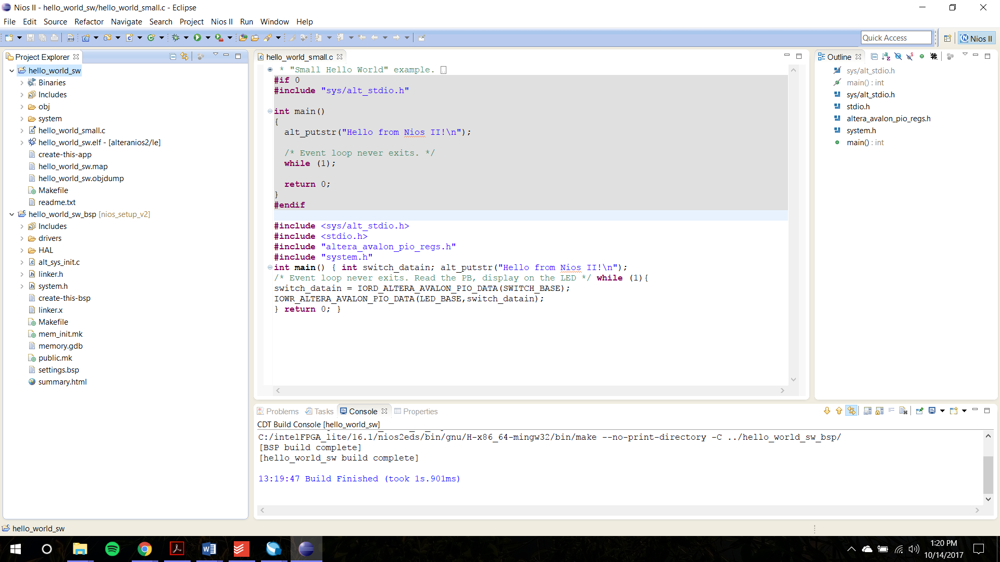 Nios II - hello_world_sw/hello_world_small.c - Eclipse
File Edit Source Refactor Navigate Search Project Nios II Run Window Help
Quick Access
Nios II
Project Explorer
hello_world_sw
Binaries
Includes
obj
system
hello_world_small.c
hello_world_sw.elf - [alteranios2/le]
create-this-app
hello_world_sw.map
hello_world_sw.objdump
Makefile
readme.txt
hello_world_sw_bsp [nios_setup_v2]
Includes
drivers
HAL
alt_sys_init.c
linker.h
system.h
create-this-bsp
linker.x
Makefile
mem_init.mk
memory.gdb
public.mk
settings.bsp
summary.html
hello_world_small.c
* "Small Hello World" example.
#if 0
#include "sys/alt_stdio.h"
int main()
{
alt_putstr("Hello from Nios II!\n");
/* Event loop never exits. */
while (1);
return 0;
}
#endif
#include <sys/alt_stdio.h>
#include <stdio.h>
#include "altera_avalon_pio_regs.h"
#include "system.h"
int main() { int switch_datain; alt_putstr("Hello from Nios II!\n");
/* Event loop never exits. Read the PB, display on the LED */ while (1){
switch_datain = IORD_ALTERA_AVALON_PIO_DATA(SWITCH_BASE);
IOWR_ALTERA_AVALON_PIO_DATA(LED_BASE,switch_datain);
} return 0; }
Outline
sys/alt_stdio.h
main() : int
sys/alt_stdio.h
stdio.h
altera_avalon_pio_regs.h
system.h
main() : int
Problems Tasks Console Properties
CDT Build Console [hello_world_sw]
C:/intelFPGA_lite/16.1/nios2eds/bin/gnu/H-x86_64-mingw32/bin/make --no-print-directory -C ../hello_world_sw_bsp/
[BSP build complete]
[hello_world_sw build complete]
13:19:47 Build Finished (took 1s.901ms)
hello_world_sw
1:20 PM
10/14/2017